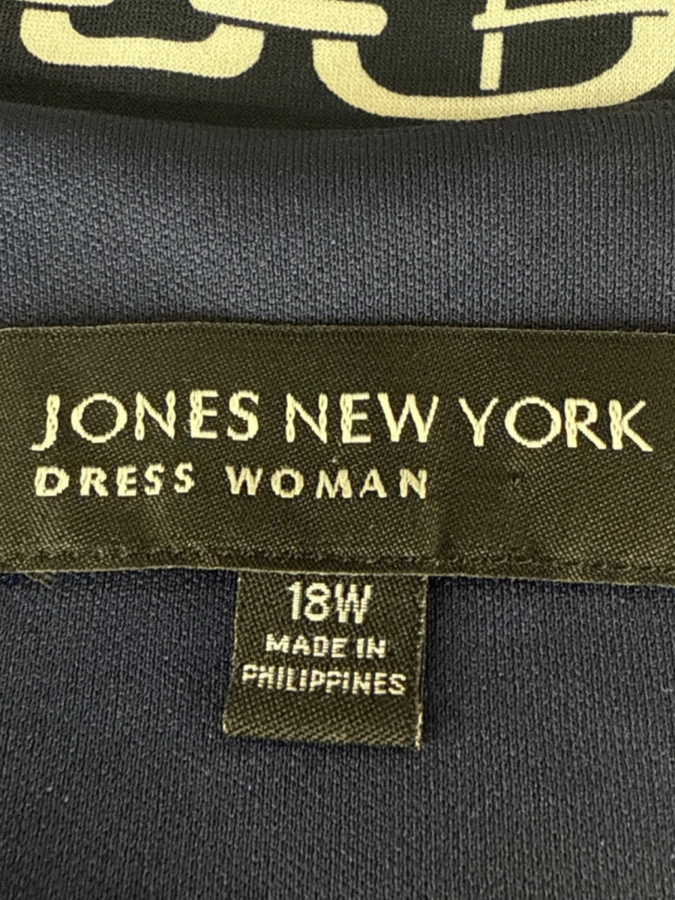 JONES NEW YORK
DRESS WOMAN
18W
MADE IN
PHILIPPINES